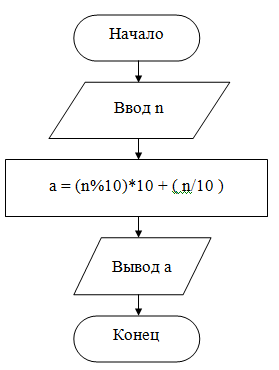 Начало
Ввод n
a = (n%10)*10 + ( n/10 )
Вывод a
Конец